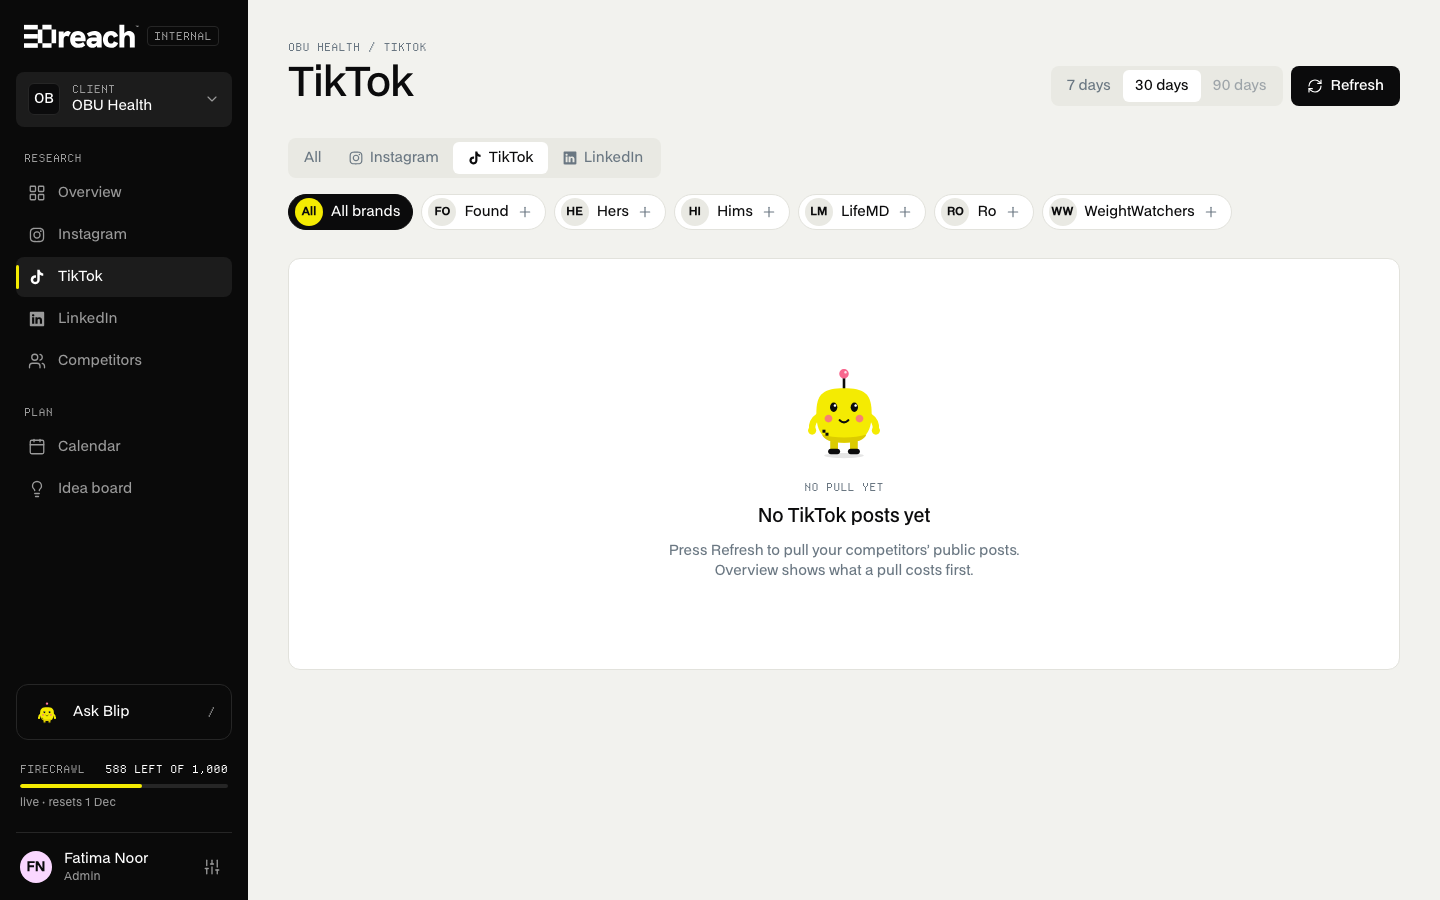 reach
INTERNAL
OB
CLIENT
OBU Health
RESEARCH
Overview
Instagram
TikTok
LinkedIn
Competitors
PLAN
Calendar
Idea board
Ask Blip
/
FIRECRAWL
588 LEFT OF 1,000
live · resets 1 Dec
FN
Fatima Noor
Admin
OBU HEALTH / TIKTOK
TikTok
7 days
30 days
90 days
Refresh
All
Instagram
TikTok
LinkedIn
All All brands
FO Found
HE Hers
HI Hims
LM LifeMD
RO Ro
WW WeightWatchers
NO PULL YET
No TikTok posts yet
Press Refresh to pull your competitors’ public posts.
Overview shows what a pull costs first.